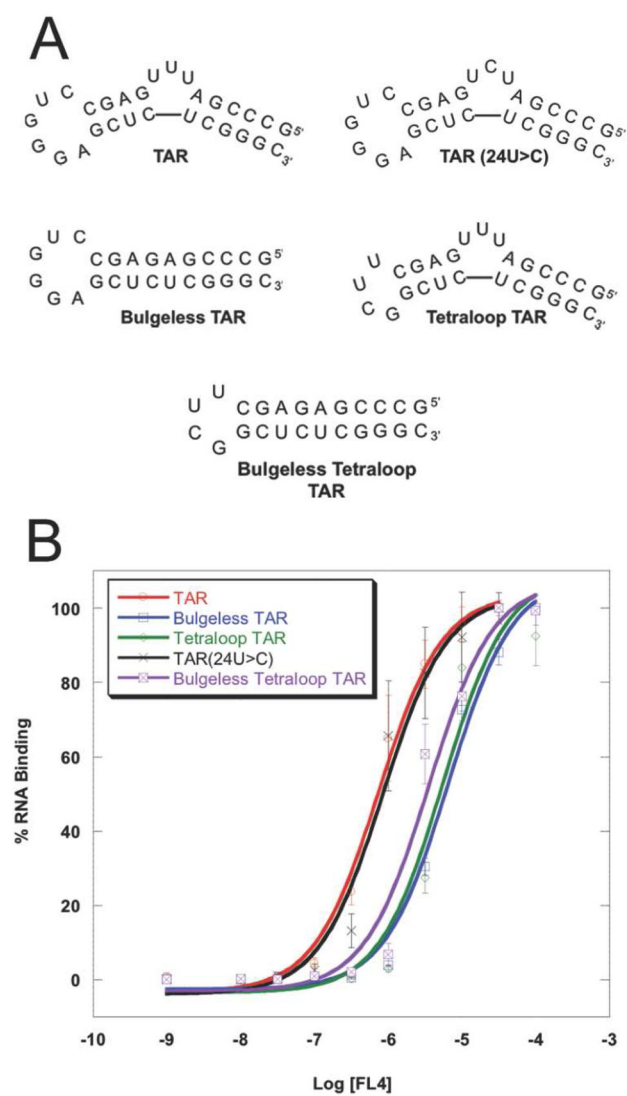 A
U U U
U C C G A G A G C C C G 5'
G G C U C U C G G G C 3'
G G A
TAR
U C U
U C C G A G A G C C C G 5'
G G C U C U C G G G C 3'
G G A
TAR (24U>C)
U C
G C G A G A G C C C G 5'
G G C U C U C G G G C 3'
G A
Bulgeless TAR
U U U
U C G A G A G C C C G 5'
U G C U C U C G G G C 3'
C G
Tetraloop TAR
U
U C G A G A G C C C G 5'
C G C U C U C G G G C 3'
G
Bulgeless Tetraloop
TAR
B
TAR
Bulgeless TAR
Tetraloop TAR
TAR(24U>C)
Bulgeless Tetraloop TAR
% RNA Binding
100
80
60
40
20
0
-10 -9 -8 -7 -6 -5 -4 -3
Log [FL4]